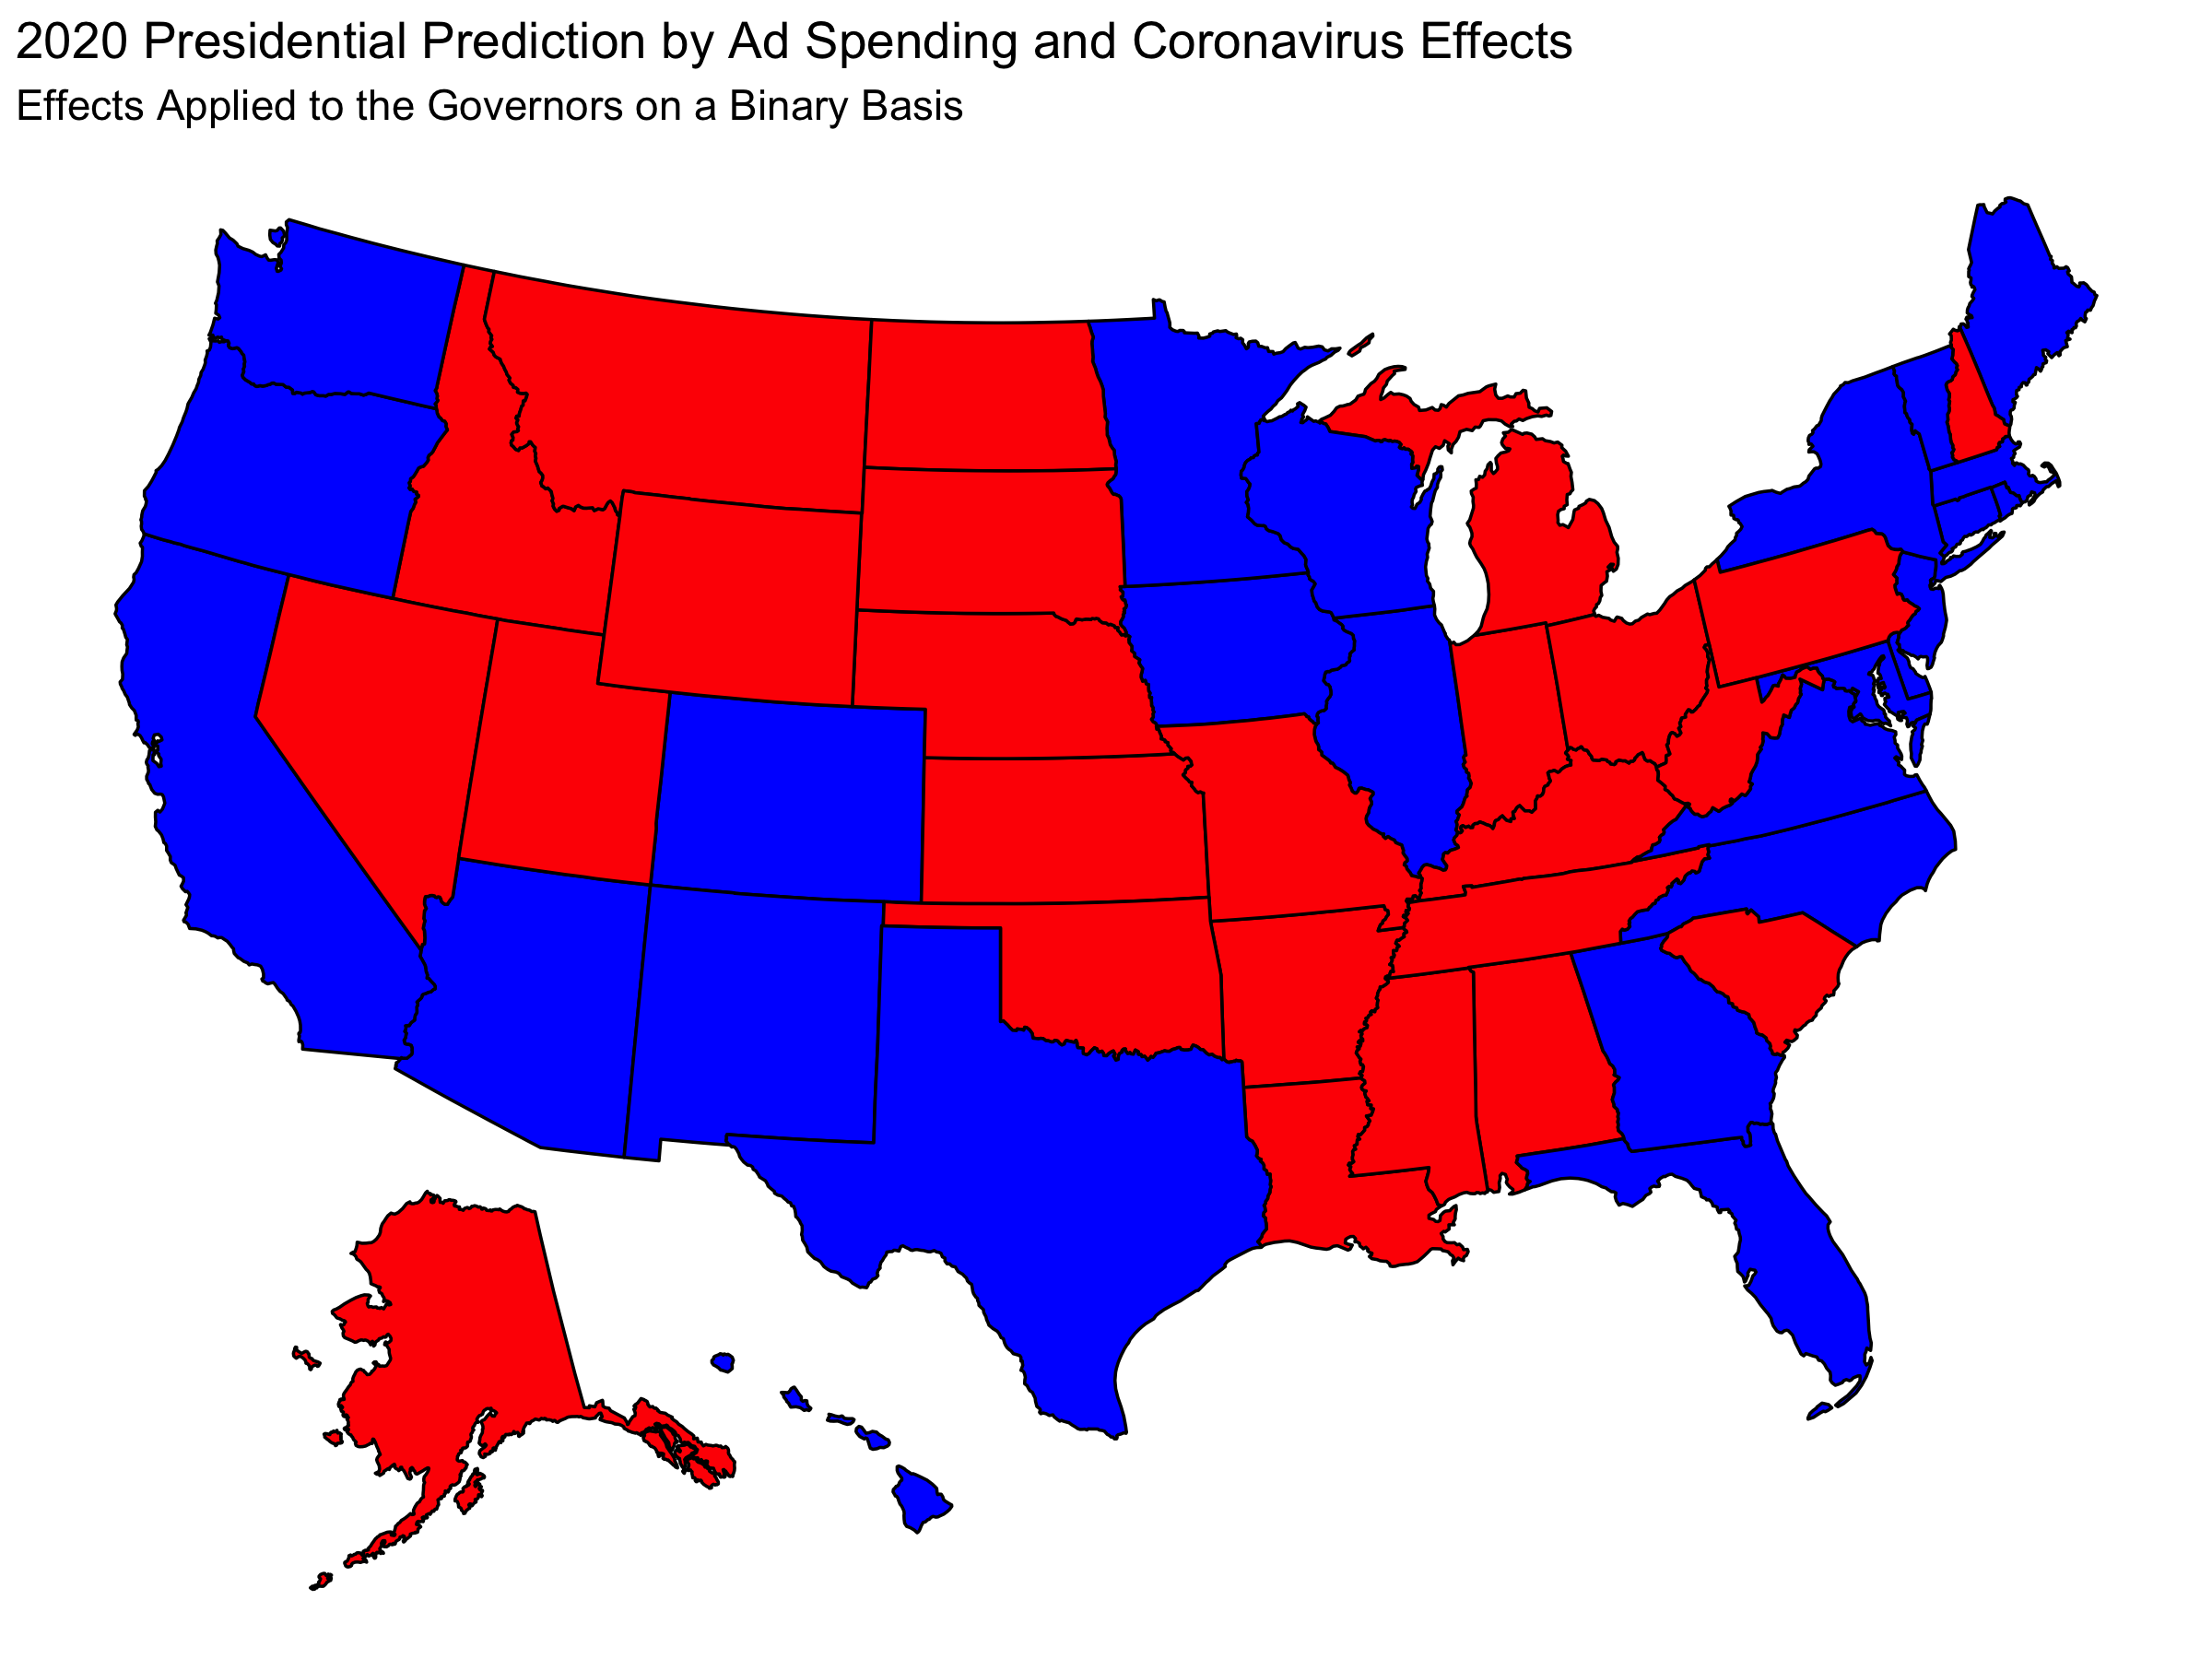 2020 Presidential Prediction by Ad Spending and Coronavirus Effects
Effects Applied to the Governors on a Binary Basis